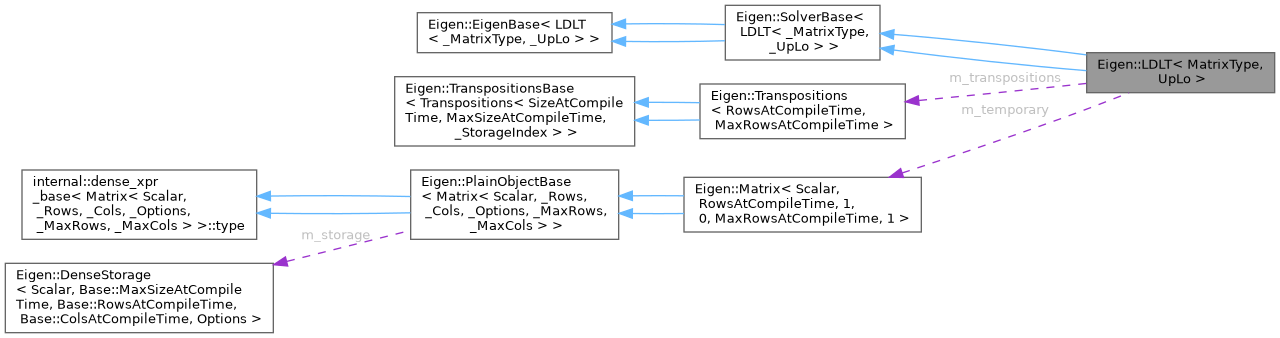 Eigen::EigenBase< LDLT
< _MatrixType, _UpLo > >
Eigen::SolverBase<
LDLT< _MatrixType,
_UpLo > >
Eigen::LDLT< MatrixType,
UpLo >
m_transpositions
m_temporary
Eigen::TranspositionsBase
< Transpositions< SizeAtCompile
Time, MaxSizeAtCompileTime,
_StorageIndex > >
Eigen::Transpositions
< RowsAtCompileTime,
MaxRowsAtCompileTime >
internal::dense_xpr
_base< Matrix< Scalar,
_Rows, _Cols, _Options,
_MaxRows, _MaxCols > >::type
Eigen::PlainObjectBase
< Matrix< Scalar, _Rows,
_Cols, _Options, _MaxRows,
_MaxCols > >
Eigen::Matrix< Scalar,
RowsAtCompileTime, 1,
0, MaxRowsAtCompileTime, 1 >
m_storage
Eigen::DenseStorage
< Scalar, Base::MaxSizeAtCompile
Time, Base::RowsAtCompileTime,
Base::ColsAtCompileTime, Options >